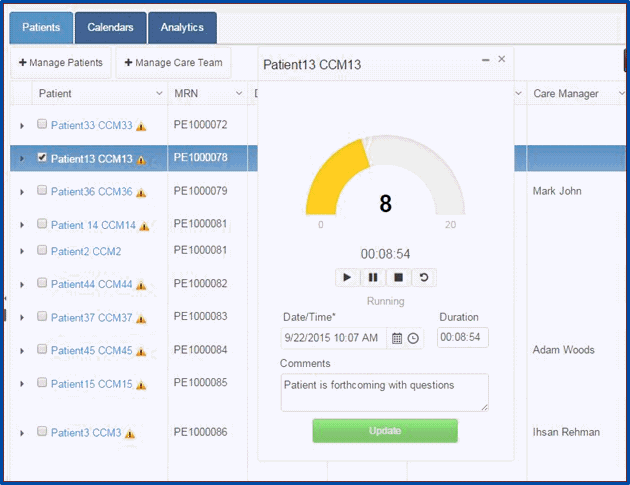 Patients Calendars Analytics
+ Manage Patients + Manage Care Team
Patient MRN D Care Manager
Patient33 CCM33 PE1000072
Patient13 CCM13 PE1000078
Patient36 CCM36 PE1000079 Mark John
Patient 14 CCM14 PE1000081
Patient2 CCM2 PE1000081
Patient44 CCM44 PE1000082
Patient37 CCM37 PE1000083
Patient45 CCM45 PE1000084 Adam Woods
Patient15 CCM15 PE1000085
Patient3 CCM3 PE1000086 Ihsan Rehman
Patient13 CCM13
8
0 20
00:08:54
Running
Date/Time* Duration
9/22/2015 10:07 AM 00:08:54
Comments
Patient is forthcoming with questions
Update